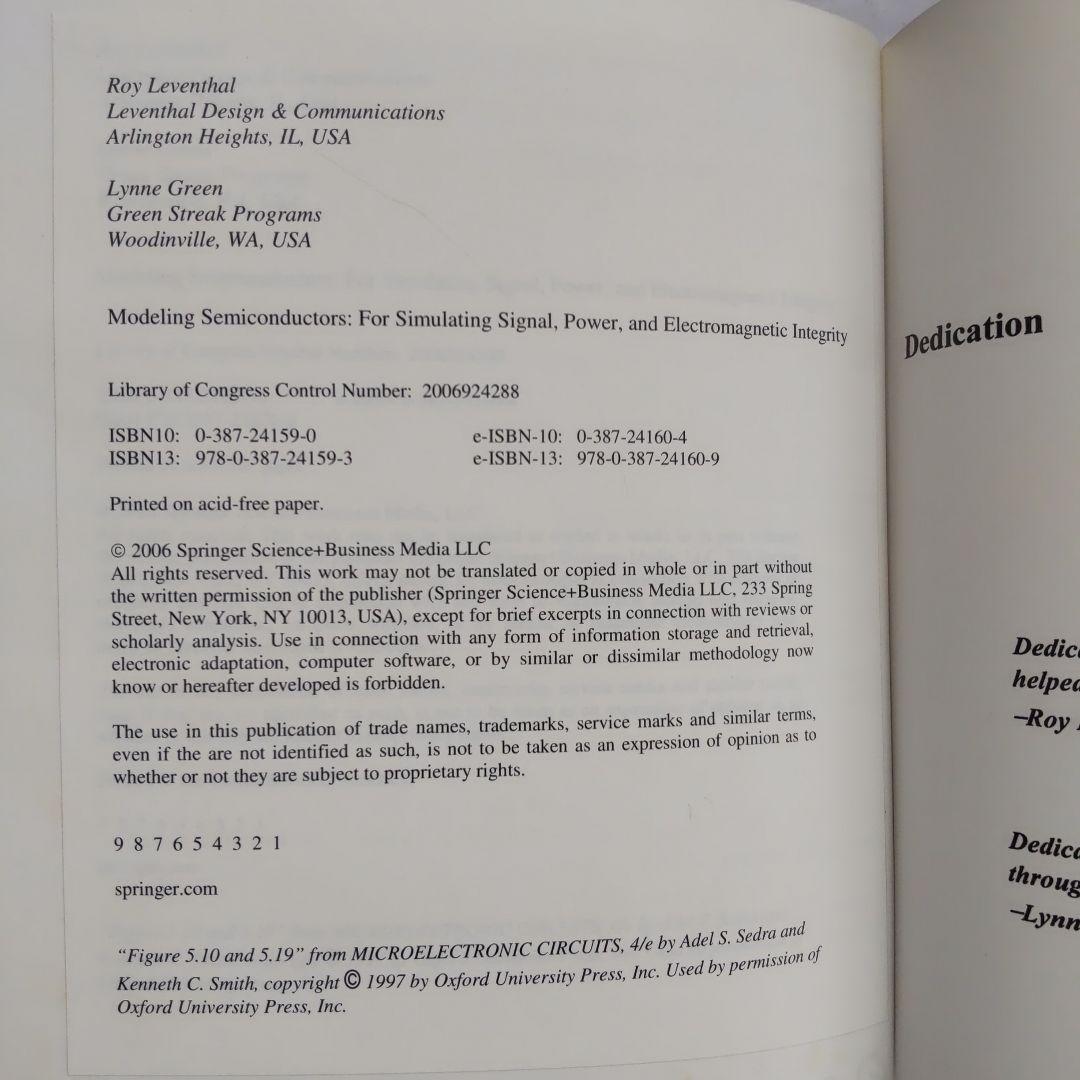 Roy Leventhal
Leventhal Design & Communications
Arlington Heights, IL, USA
Lynne Green
Green Streak Programs
Woodinville, WA, USA
Modeling Semiconductors: For Simulating Signal, Power, and Electromagnetic Integrity
Library of Congress Control Number: 2006924288
ISBN10: 0-387-24159-0 e-ISBN-10: 0-387-24160-4
ISBN13: 978-0-387-24159-3 e-ISBN-13: 978-0-387-24160-9
Printed on acid-free paper.
© 2006 Springer Science+Business Media LLC
All rights reserved. This work may not be translated or copied in whole or in part without
the written permission of the publisher (Springer Science+Business Media LLC, 233 Spring
Street, New York, NY 10013, USA), except for brief excerpts in connection with reviews or
scholarly analysis. Use in connection with any form of information storage and retrieval,
electronic adaptation, computer software, or by similar or dissimilar methodology now
know or hereafter developed is forbidden.
The use in this publication of trade names, trademarks, service marks and similar terms,
even if the are not identified as such, is not to be taken as an expression of opinion as to
whether or not they are subject to proprietary rights.
9 8 7 6 5 4 3 2 1
springer.com
“Figure 5.10 and 5.19” from MICROELECTRONIC CIRCUITS, 4/e by Adel S. Sedra and
Kenneth C. Smith, copyright © 1997 by Oxford University Press, Inc. Used by permission of
Oxford University Press, Inc.
Dedication
helped
–Roy